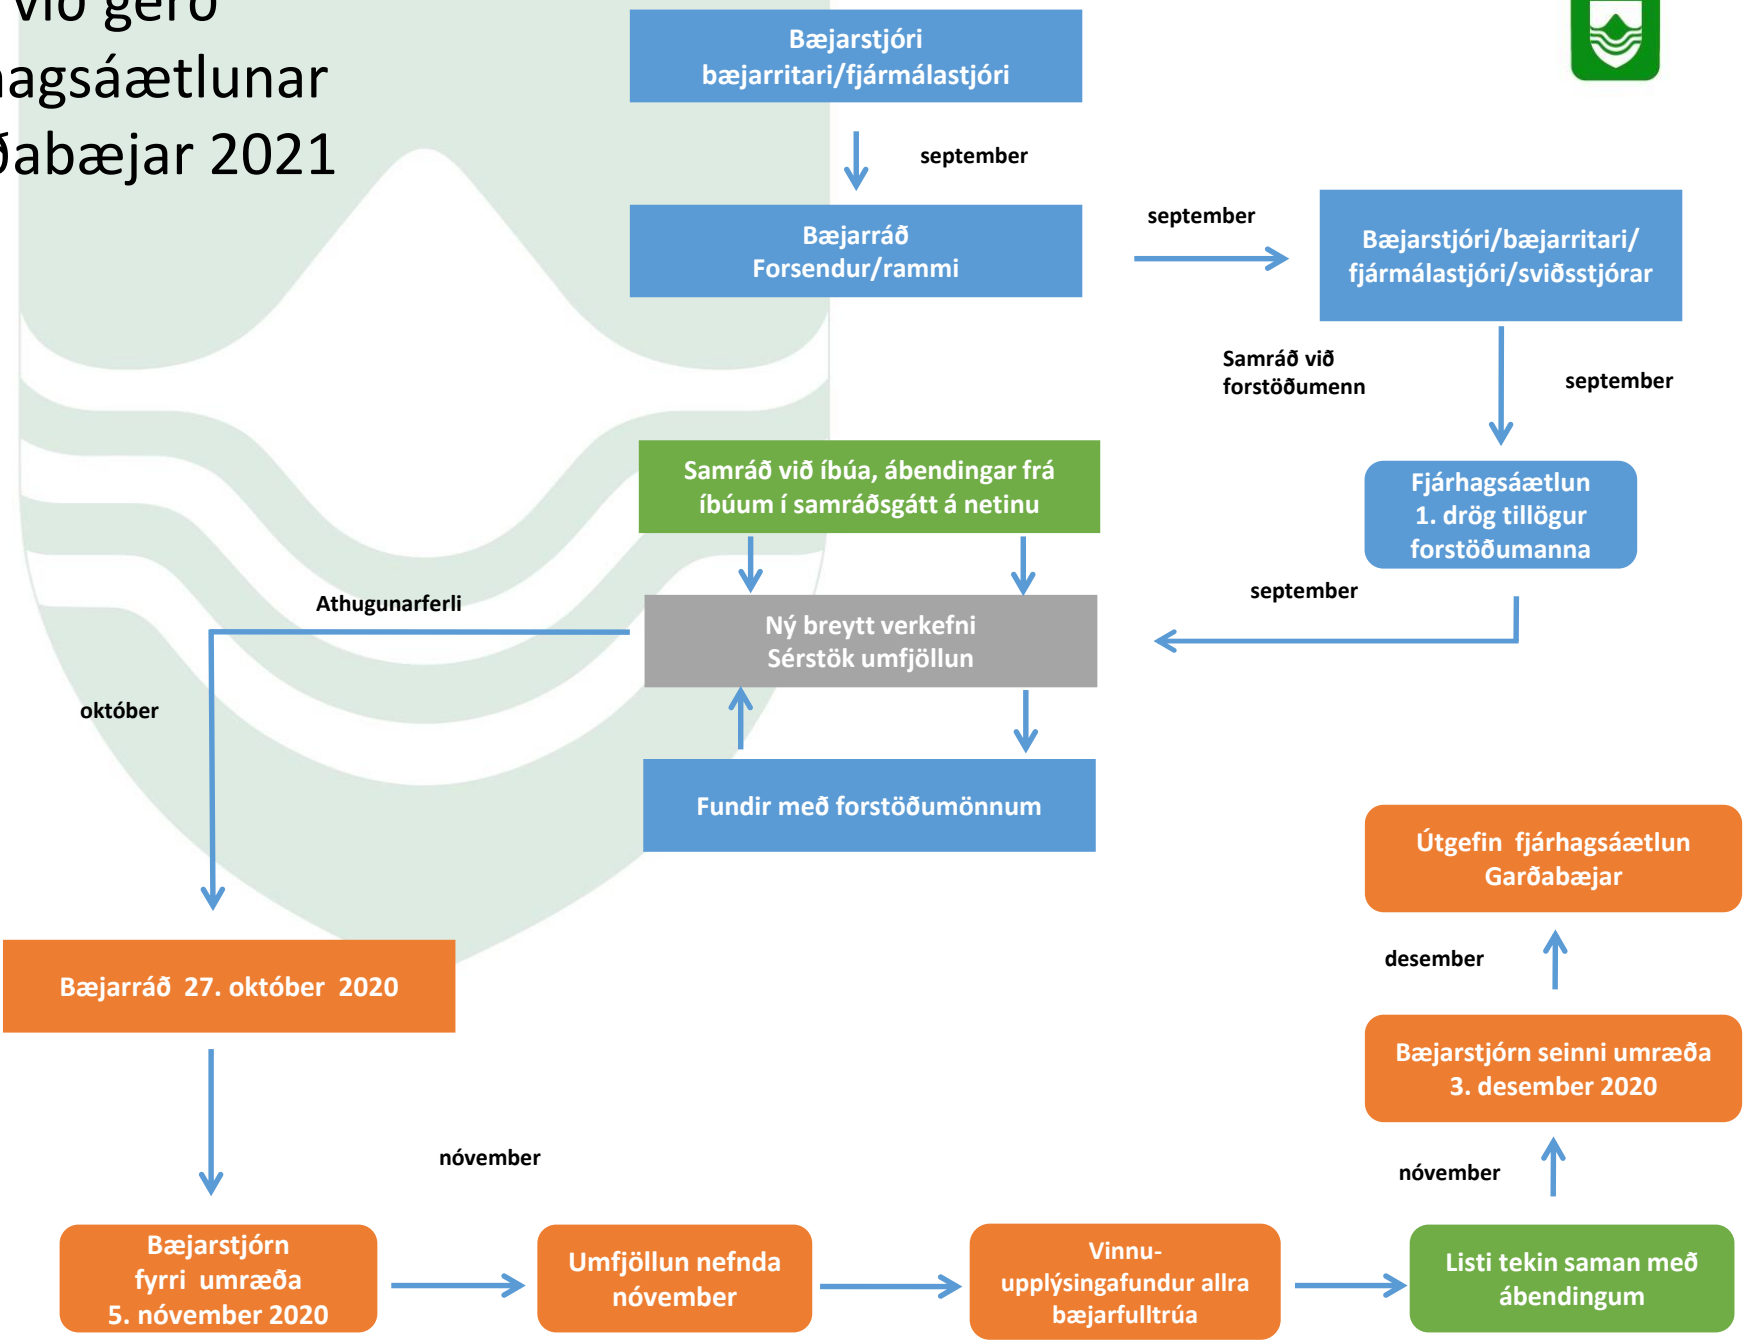 við gerð
agsáætlunar
ðabæjar 2021
Bæjarstjóri
bæjarritari/fjármálastjóri
september
Bæjarráð
Forsendur/rammi
september
Bæjarstjóri/bæjarritari/
fjármálastjóri/sviðsstjórar
Samráð við
forstöðumenn
september
Fjárhagsáætlun
1. drög tillögur
forstöðumanna
september
Samráð við íbúa, ábendingar frá
íbúum í samráðsgátt á netinu
Ný breytt verkefni
Sérstök umfjöllun
Athugunarferli
október
Fundir með forstöðumönnum
Bæjarráð 27. október 2020
Bæjarstjórn
fyrri umræða
5. nóvember 2020
nóvember
Umfjöllun nefnda
nóvember
Vinnu-
upplýsingafundur allra
bæjarfulltrúa
Listi tekin saman með
ábendingum
nóvember
Bæjarstjórn seinni umræða
3. desember 2020
desember
Útgefin fjárhagsáætlun
Garðabæjar